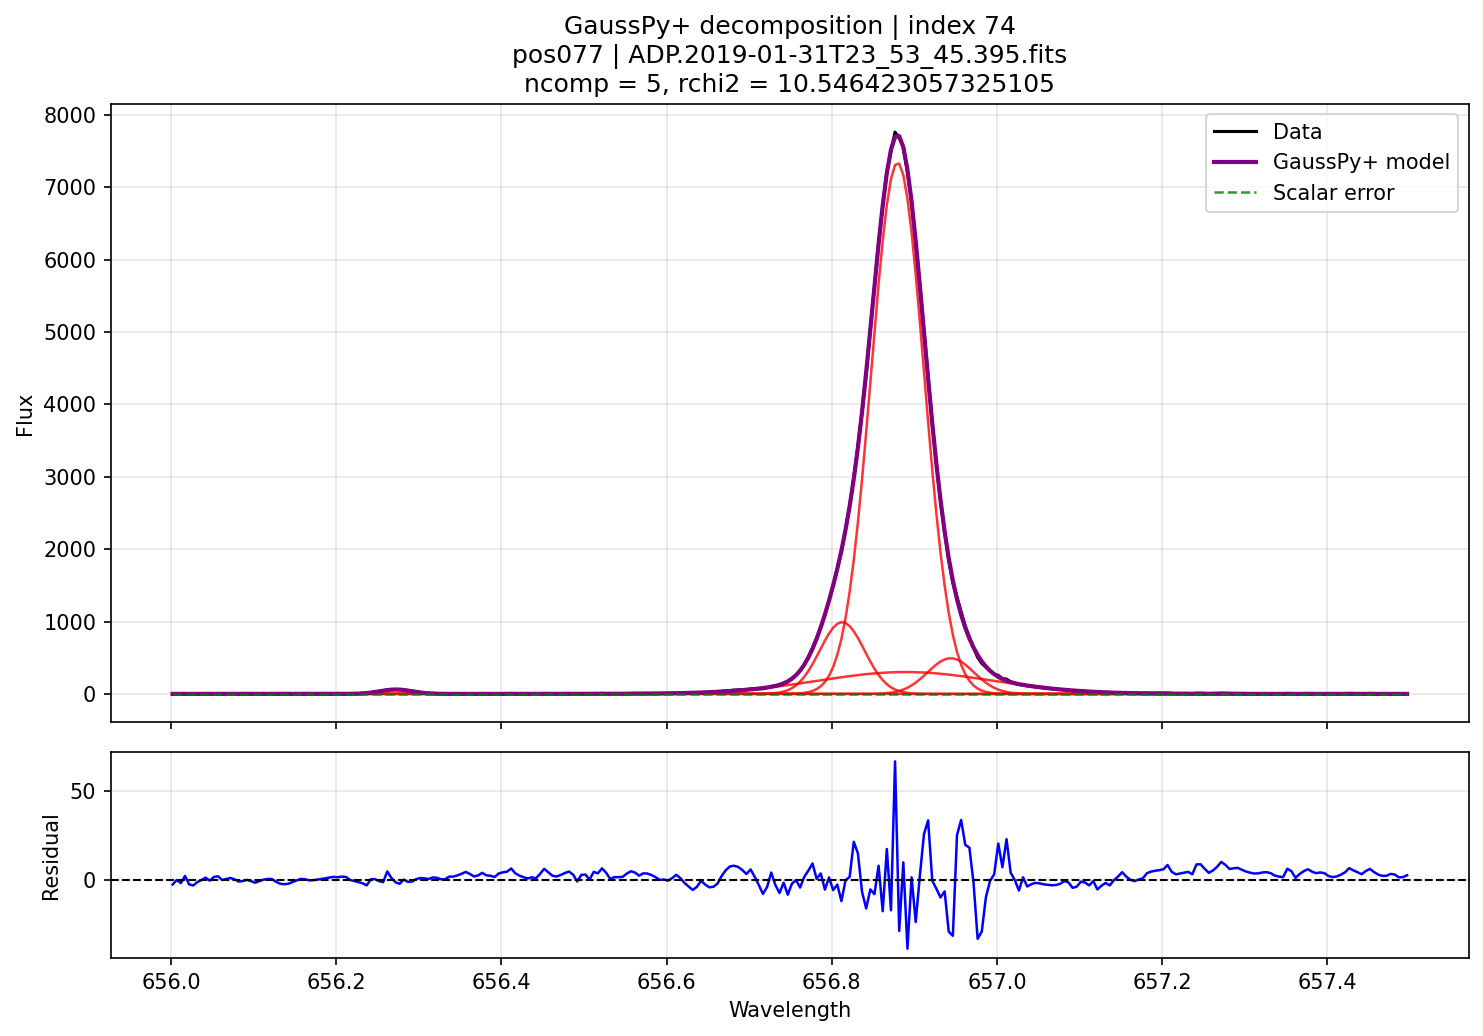 GaussPy+ decomposition | index 74
pos077 | ADP.2019-01-31T23_53_45.395.fits
ncomp = 5, rchi2 = 10.546423057325105
8000
7000
6000
5000
4000
3000
2000
1000
0
Flux
Data
GaussPy+ model
Scalar error
50
0
Residual
656.0 656.2 656.4 656.6 656.8 657.0 657.2 657.4
Wavelength